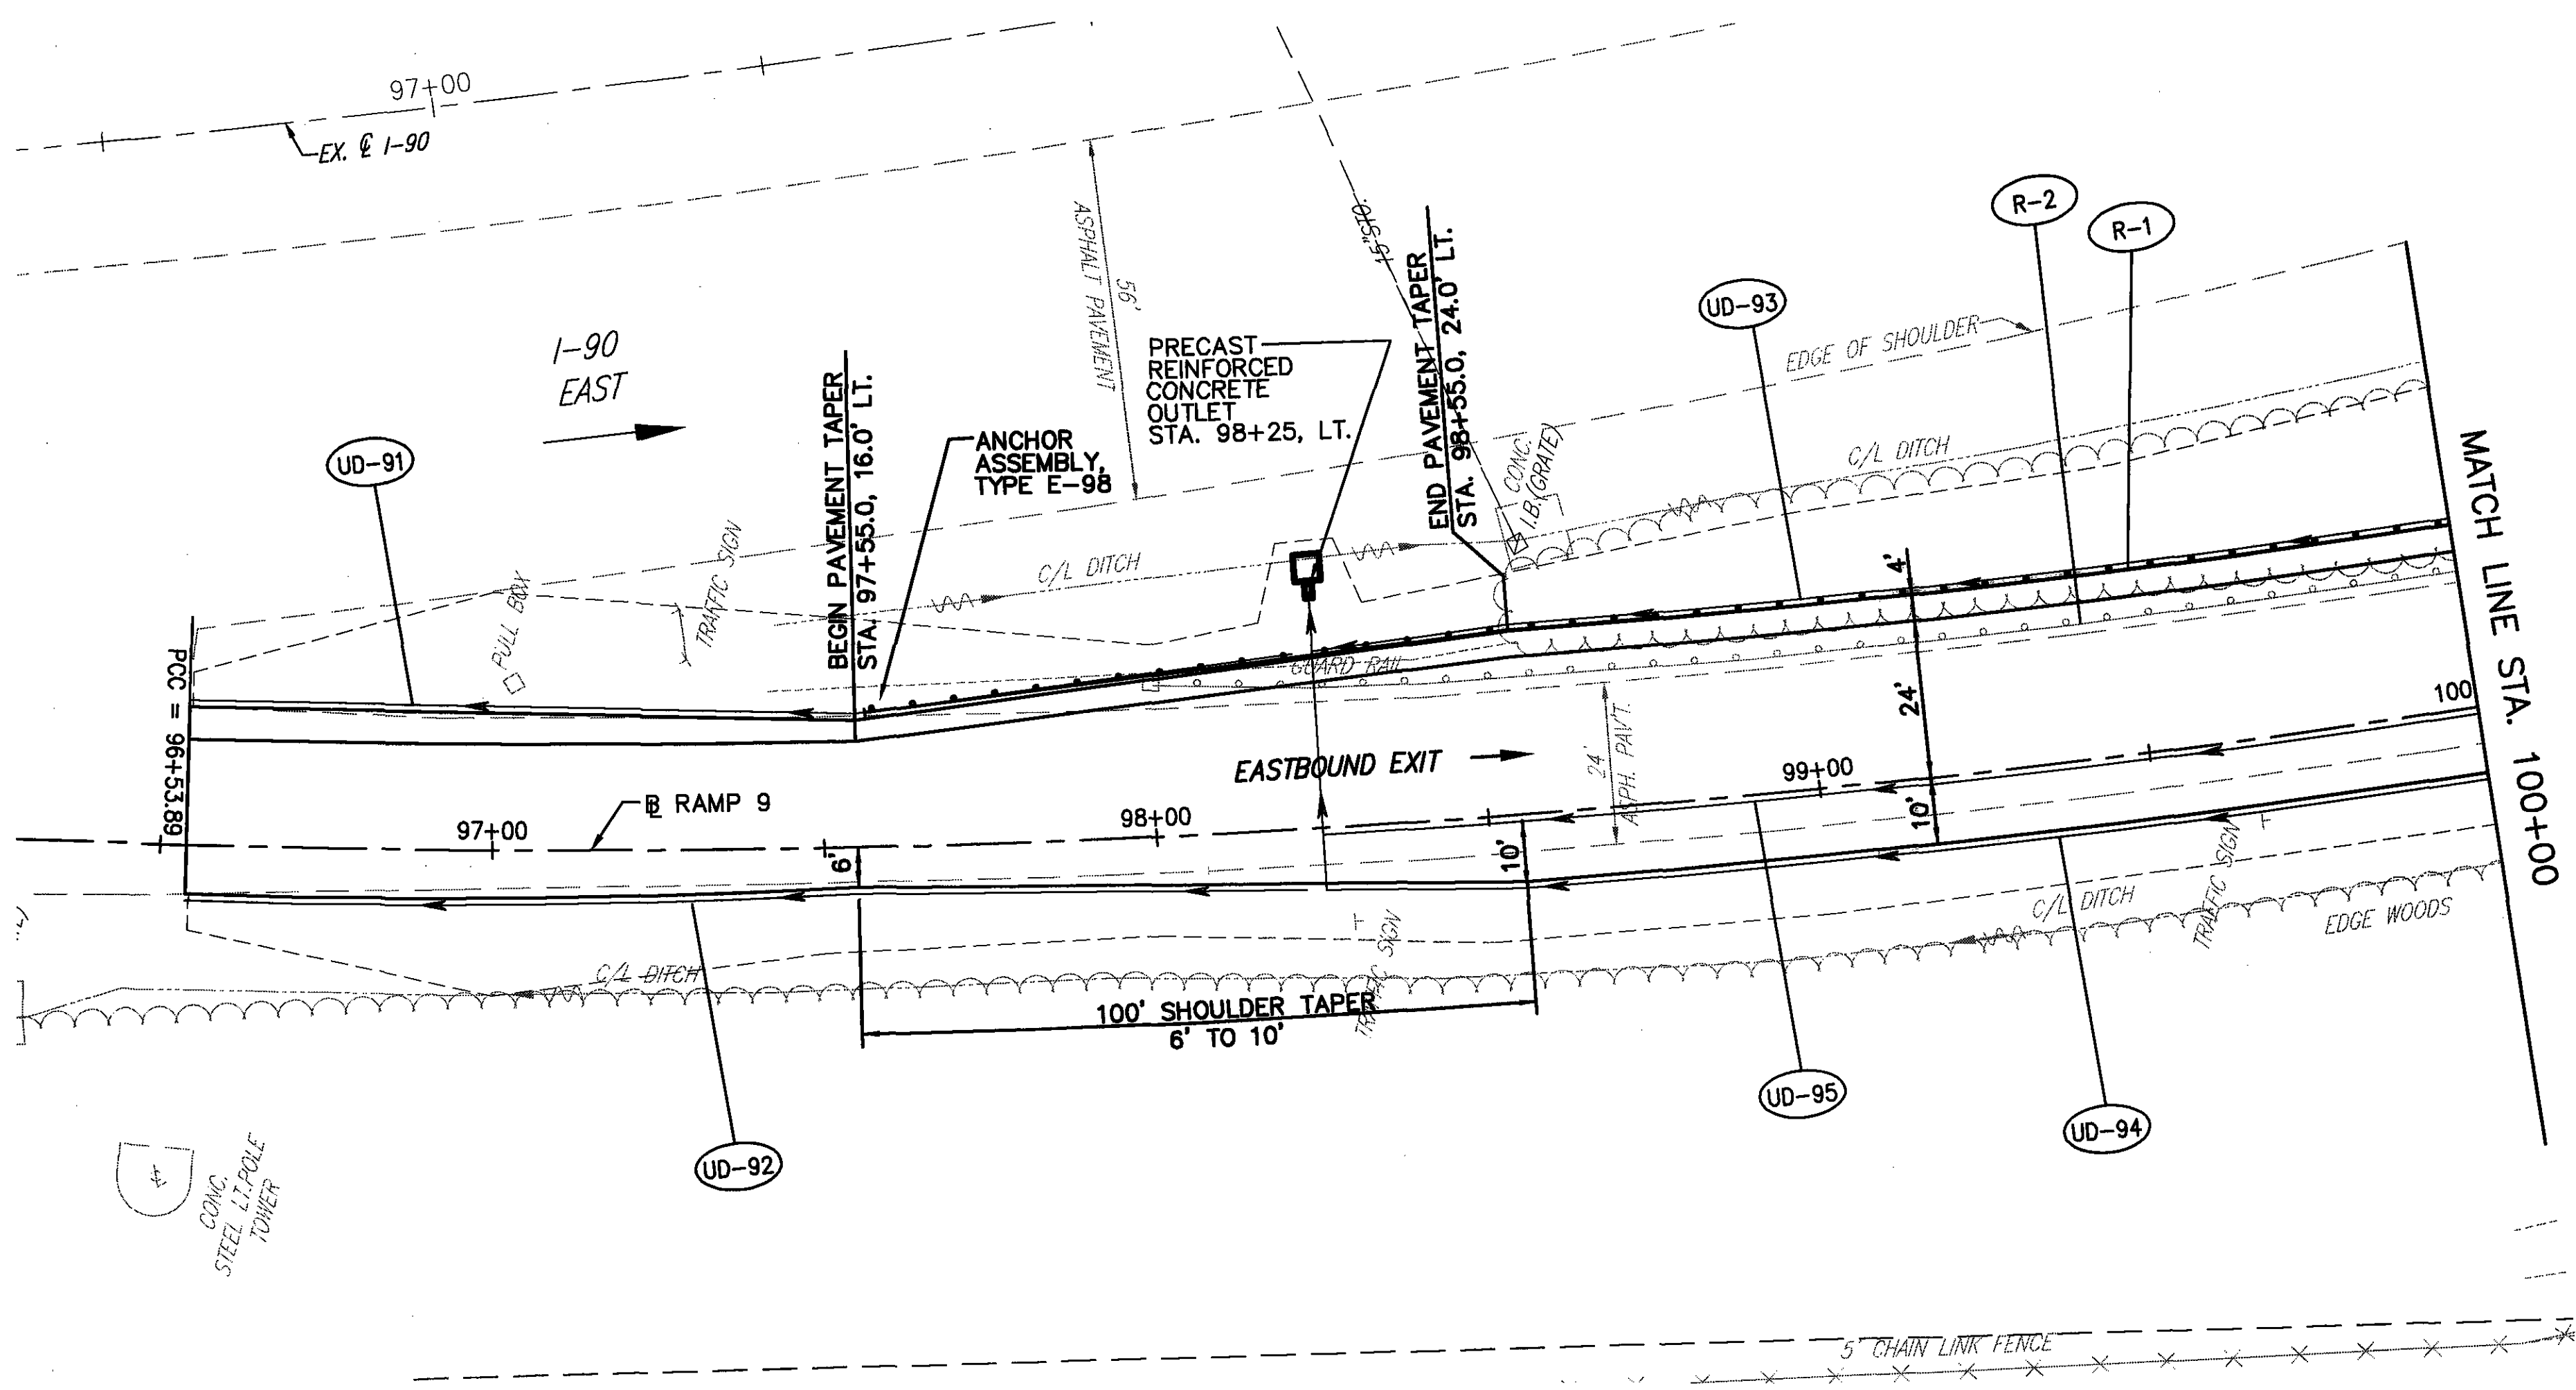 97+00
EX. ℄ I-90
I-90
EAST
56'
ASPHALT PAVEMENT
15"STO.
R-2
R-1
UD-93
EDGE OF SHOULDER
C/L DITCH
UD-91
BEGIN PAVEMENT TAPER
STA. 97+55.0, 16.0' LT.
ANCHOR
ASSEMBLY,
TYPE E-98
PRECAST
REINFORCED
CONCRETE
OUTLET
STA. 98+25, LT.
END PAVEMENT TAPER
STA. 98+55.0, 24.0' LT.
CONC.
I.B.(GRATE)
PULL BOX
TRAFFIC SIGN
C/L DITCH
GUARD RAIL
4'
24'
10'
MATCH LINE STA. 100+00
PCC = 96+53.89
EASTBOUND EXIT
24'
ASPH. PAV'T.
100
99+00
98+00
97+00
BL RAMP 9
6'
10'
C/L DITCH
TRAFFIC SIGN
C/L DITCH
TRAFFIC SIGN
EDGE WOODS
100' SHOULDER TAPER
6' TO 10'
UD-92
UD-95
UD-94
CONC.
STEEL LT.POLE
TOWER
5' CHAIN LINK FENCE